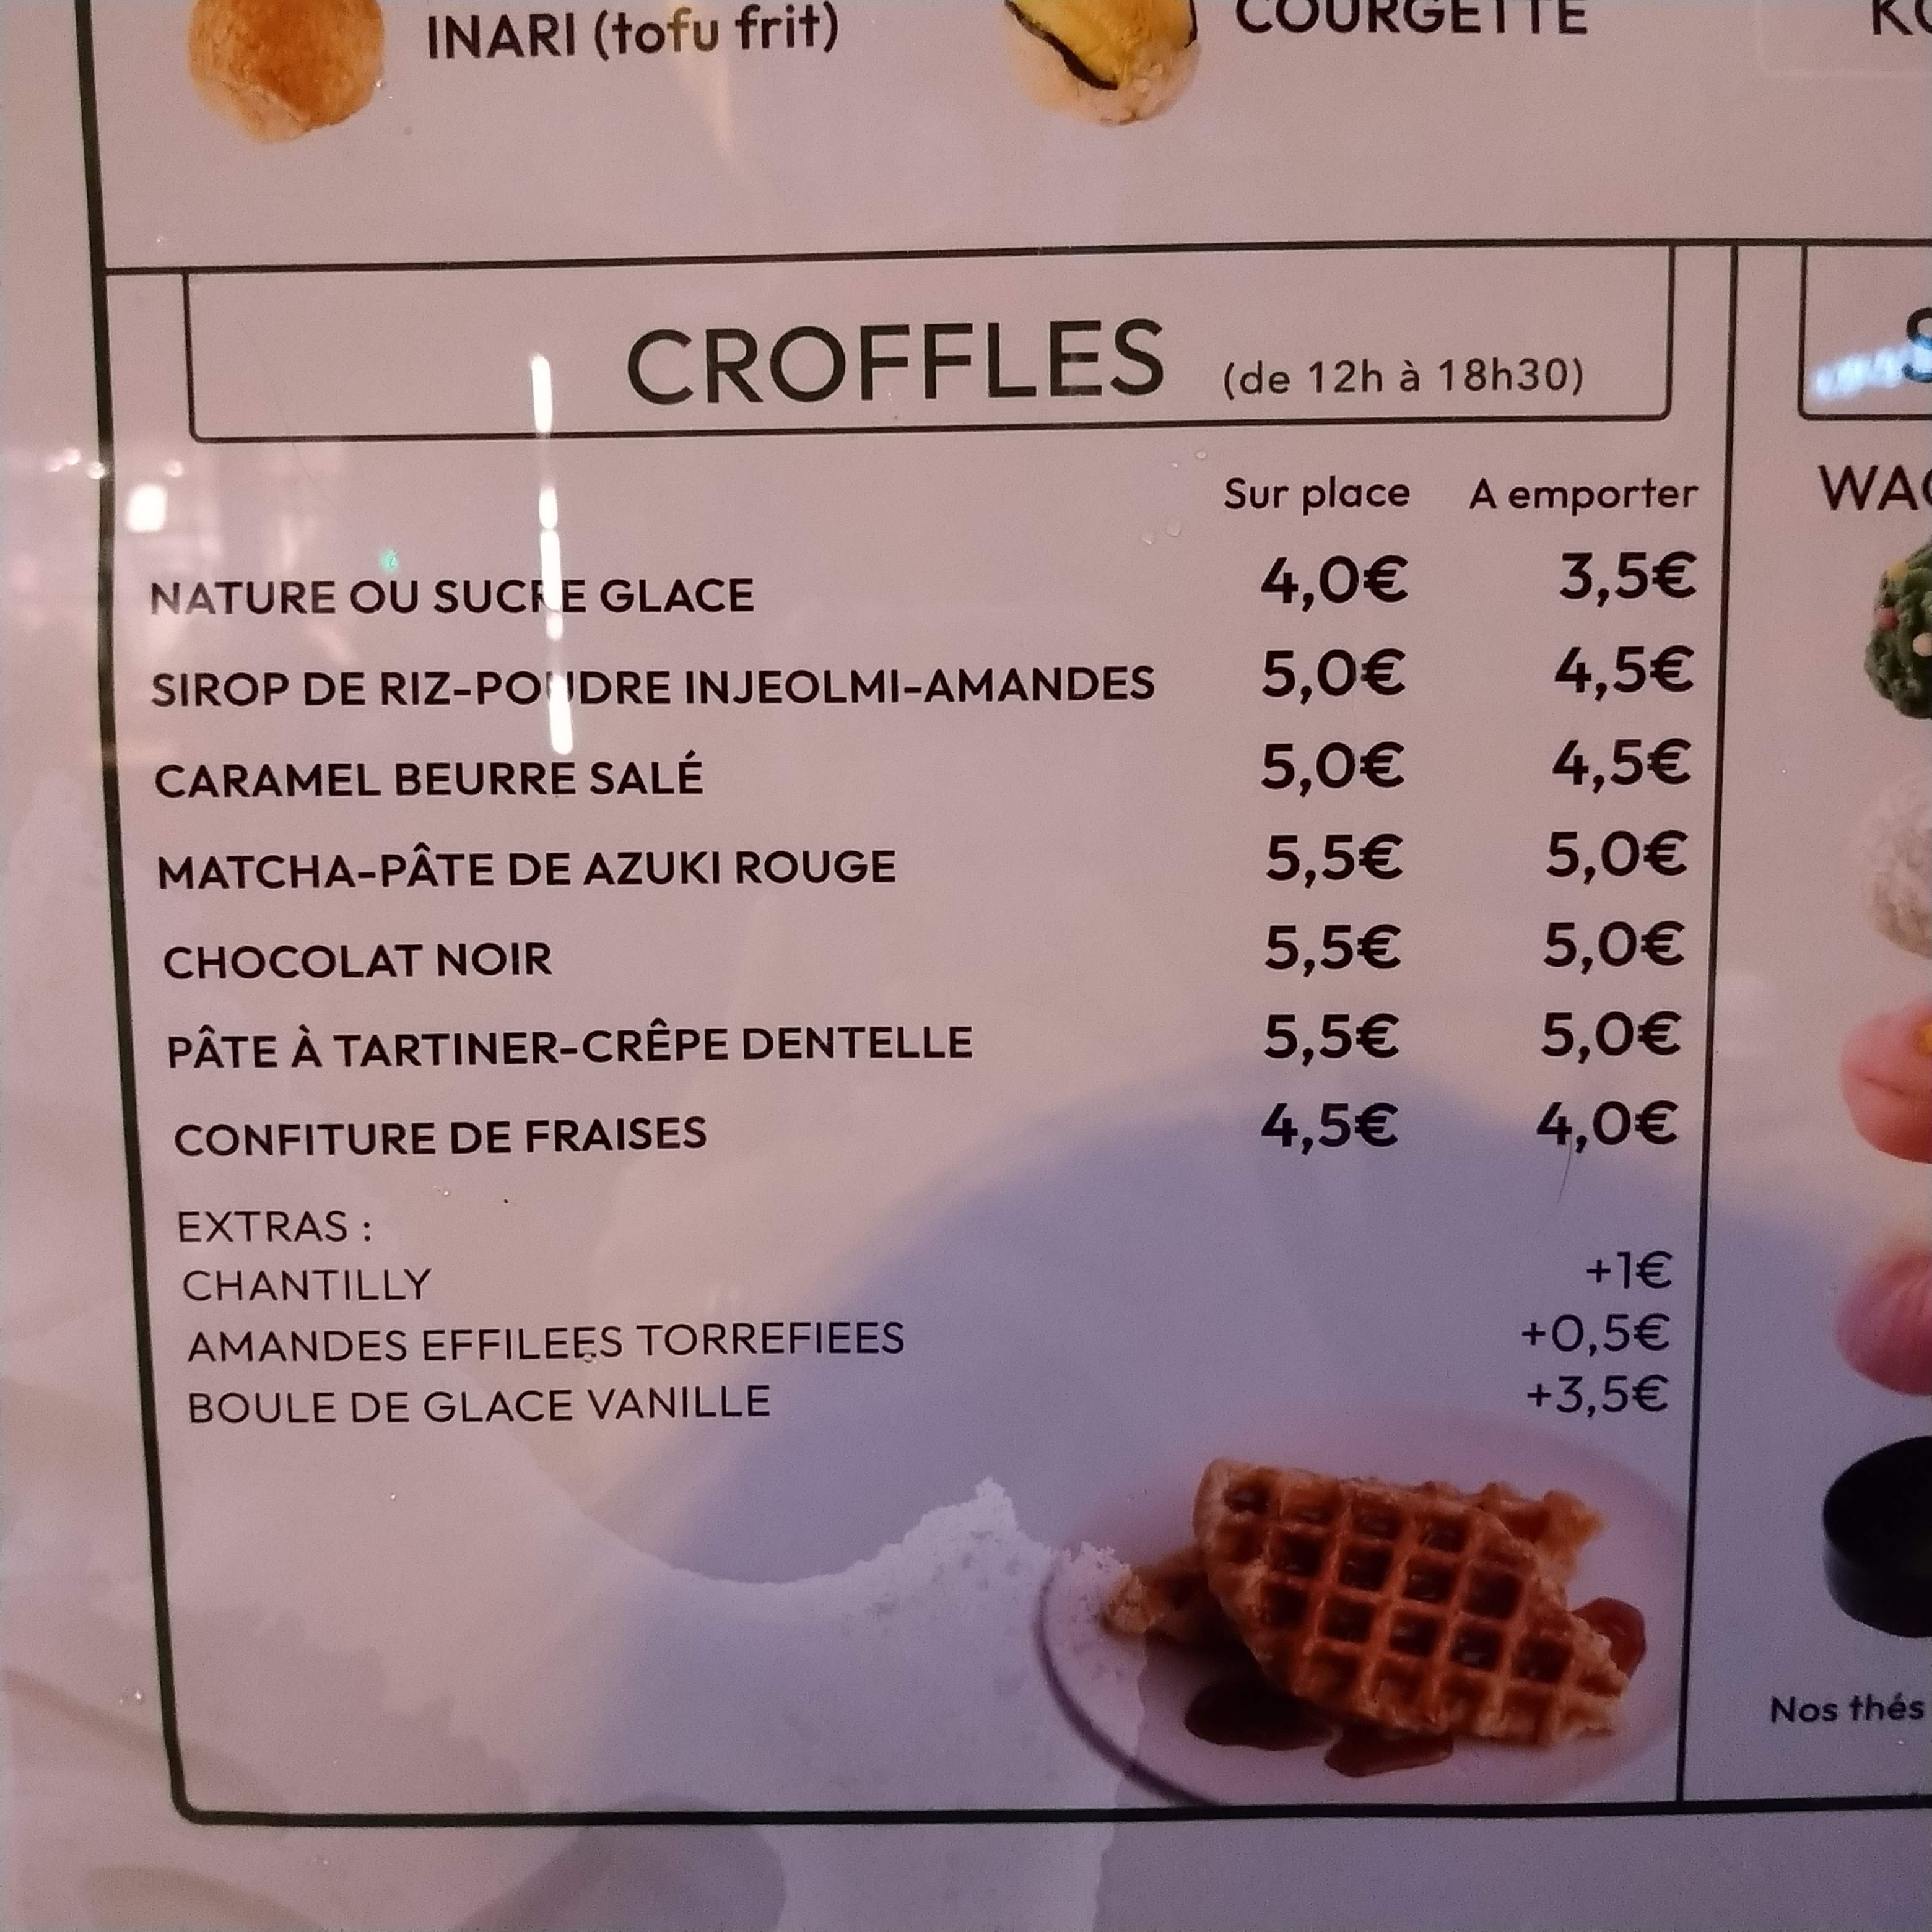 INARI (tofu frit)
COURGETTE
CROFFLES (de 12h à 18h30)
Sur place A emporter
NATURE OU SUCRE GLACE 4,0€ 3,5€
SIROP DE RIZ-POUDRE INJEOLMI-AMANDES 5,0€ 4,5€
CARAMEL BEURRE SALÉ 5,0€ 4,5€
MATCHA-PÂTE DE AZUKI ROUGE 5,5€ 5,0€
CHOCOLAT NOIR 5,5€ 5,0€
PÂTE À TARTINER-CRÊPE DENTELLE 5,5€ 5,0€
CONFITURE DE FRAISES 4,5€ 4,0€
EXTRAS :
CHANTILLY +1€
AMANDES EFFILEES TORREFIEES +0,5€
BOULE DE GLACE VANILLE +3,5€
Nos thés